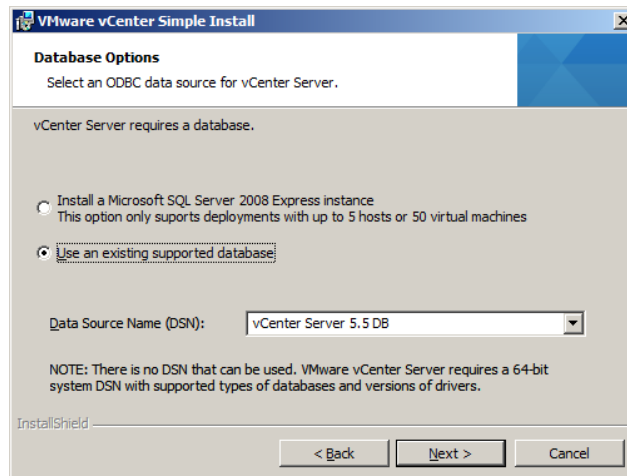 VMware vCenter Simple Install
Database Options
Select an ODBC data source for vCenter Server.
vCenter Server requires a database.
Install a Microsoft SQL Server 2008 Express instance
This option only suports deployments with up to 5 hosts or 50 virtual machines
Use an existing supported database
Data Source Name (DSN):
vCenter Server 5.5 DB
NOTE: There is no DSN that can be used. VMware vCenter Server requires a 64-bit
system DSN with supported types of databases and versions of drivers.
InstallShield
< Back
Next >
Cancel